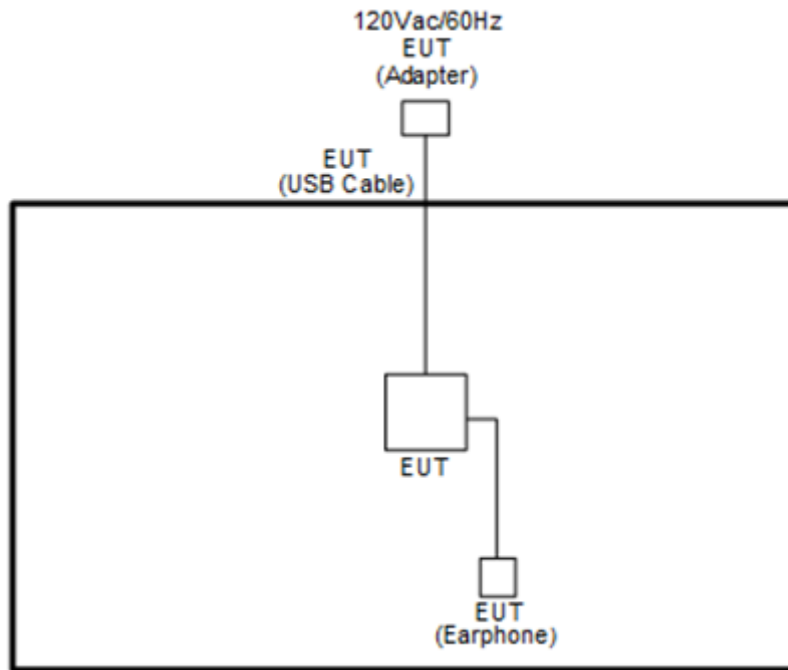 120Vac/60Hz
EUT
(Adapter)
EUT
(USB Cable)
EUT
EUT
(Earphone)